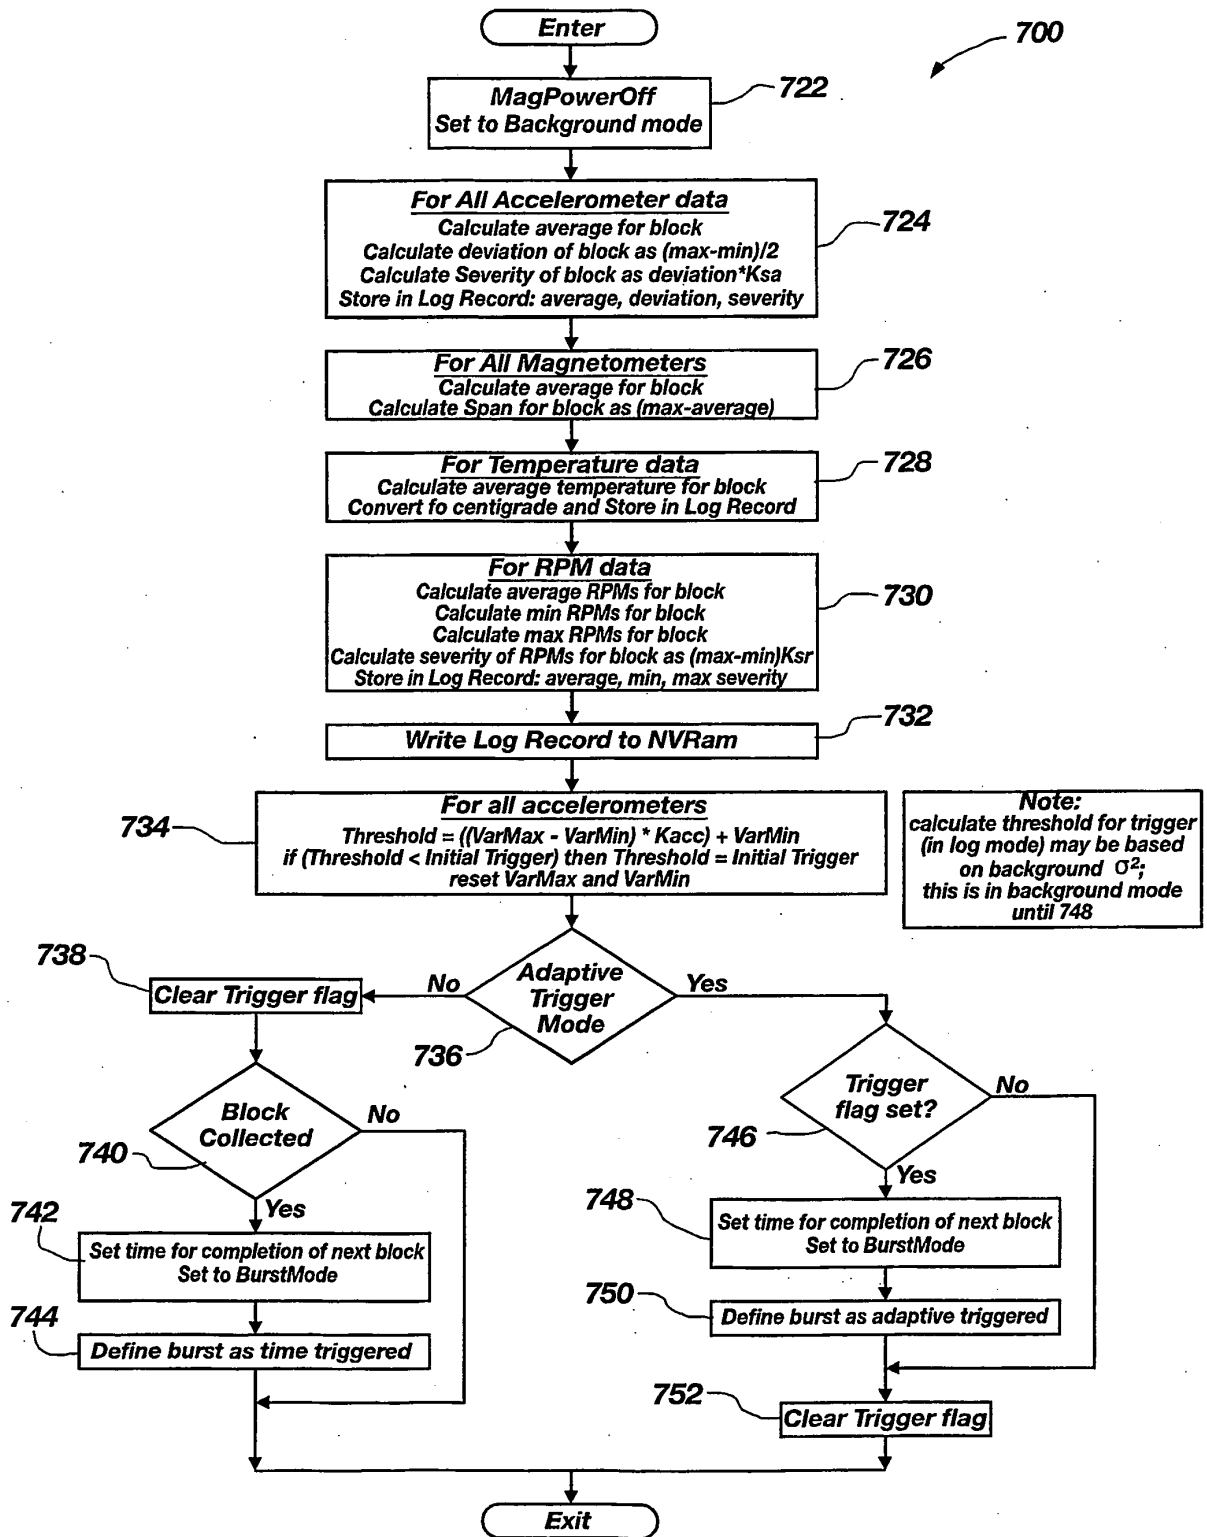 Enter
700
MagPowerOff
Set to Background mode
722
For All Accelerometer data
Calculate average for block
Calculate deviation of block as (max-min)/2
Calculate Severity of block as deviation*Ksa
Store in Log Record: average, deviation, severity
724
For All Magnetometers
Calculate average for block
Calculate Span for block as (max-average)
726
For Temperature data
Calculate average temperature for block
Convert fo centigrade and Store in Log Record
728
For RPM data
Calculate average RPMs for block
Calculate min RPMs for block
Calculate max RPMs for block
Calculate severity of RPMs for block as (max-min)Ksr
Store in Log Record: average, min, max severity
730
Write Log Record to NVRam
732
For all accelerometers
Threshold = ((VarMax - VarMin) * Kacc) + VarMin
if (Threshold < Initial Trigger) then Threshold = Initial Trigger
reset VarMax and VarMin
734
Note:
calculate threshold for trigger
(in log mode) may be based
on background σ²;
this is in background mode
until 748
Adaptive
Trigger
Mode
736
No
Yes
738
Clear Trigger flag
Block
Collected
740
No
Yes
742
Set time for completion of next block
Set to BurstMode
744
Define burst as time triggered
Trigger
flag set?
746
No
Yes
748
Set time for completion of next block
Set to BurstMode
750
Define burst as adaptive triggered
752
Clear Trigger flag
Exit